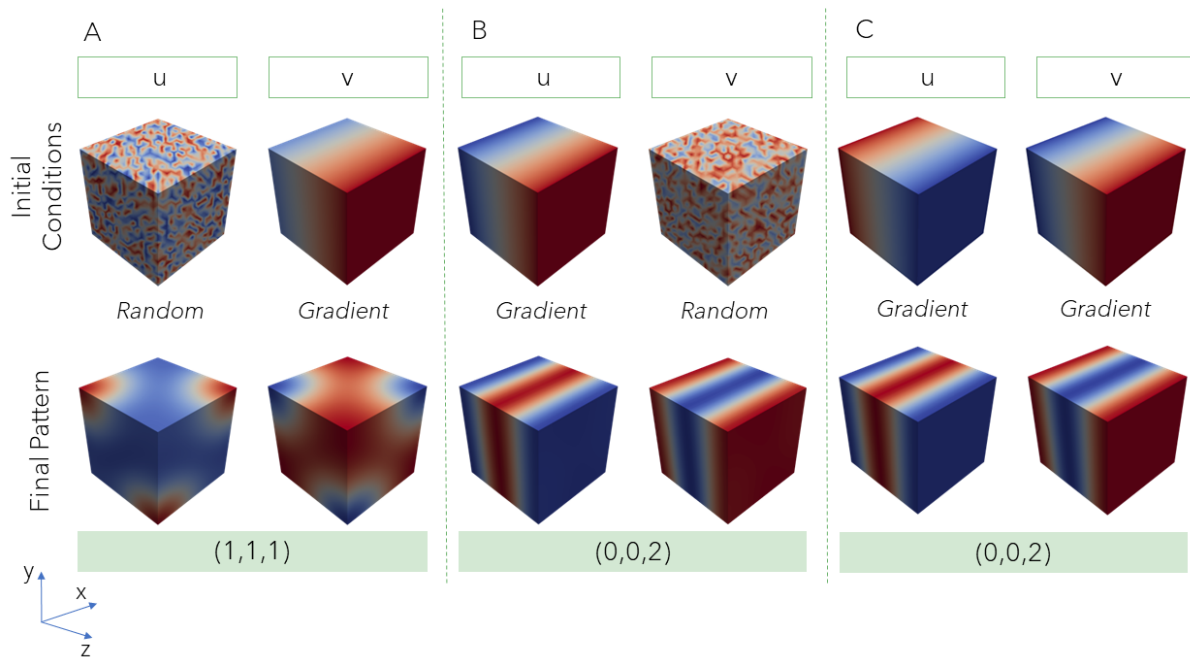 A
B
C
u
v
u
v
u
v
Initial
Conditions
Random
Gradient
Gradient
Random
Gradient
Gradient
Final Pattern
(1,1,1)
(0,0,2)
(0,0,2)
y
x
z